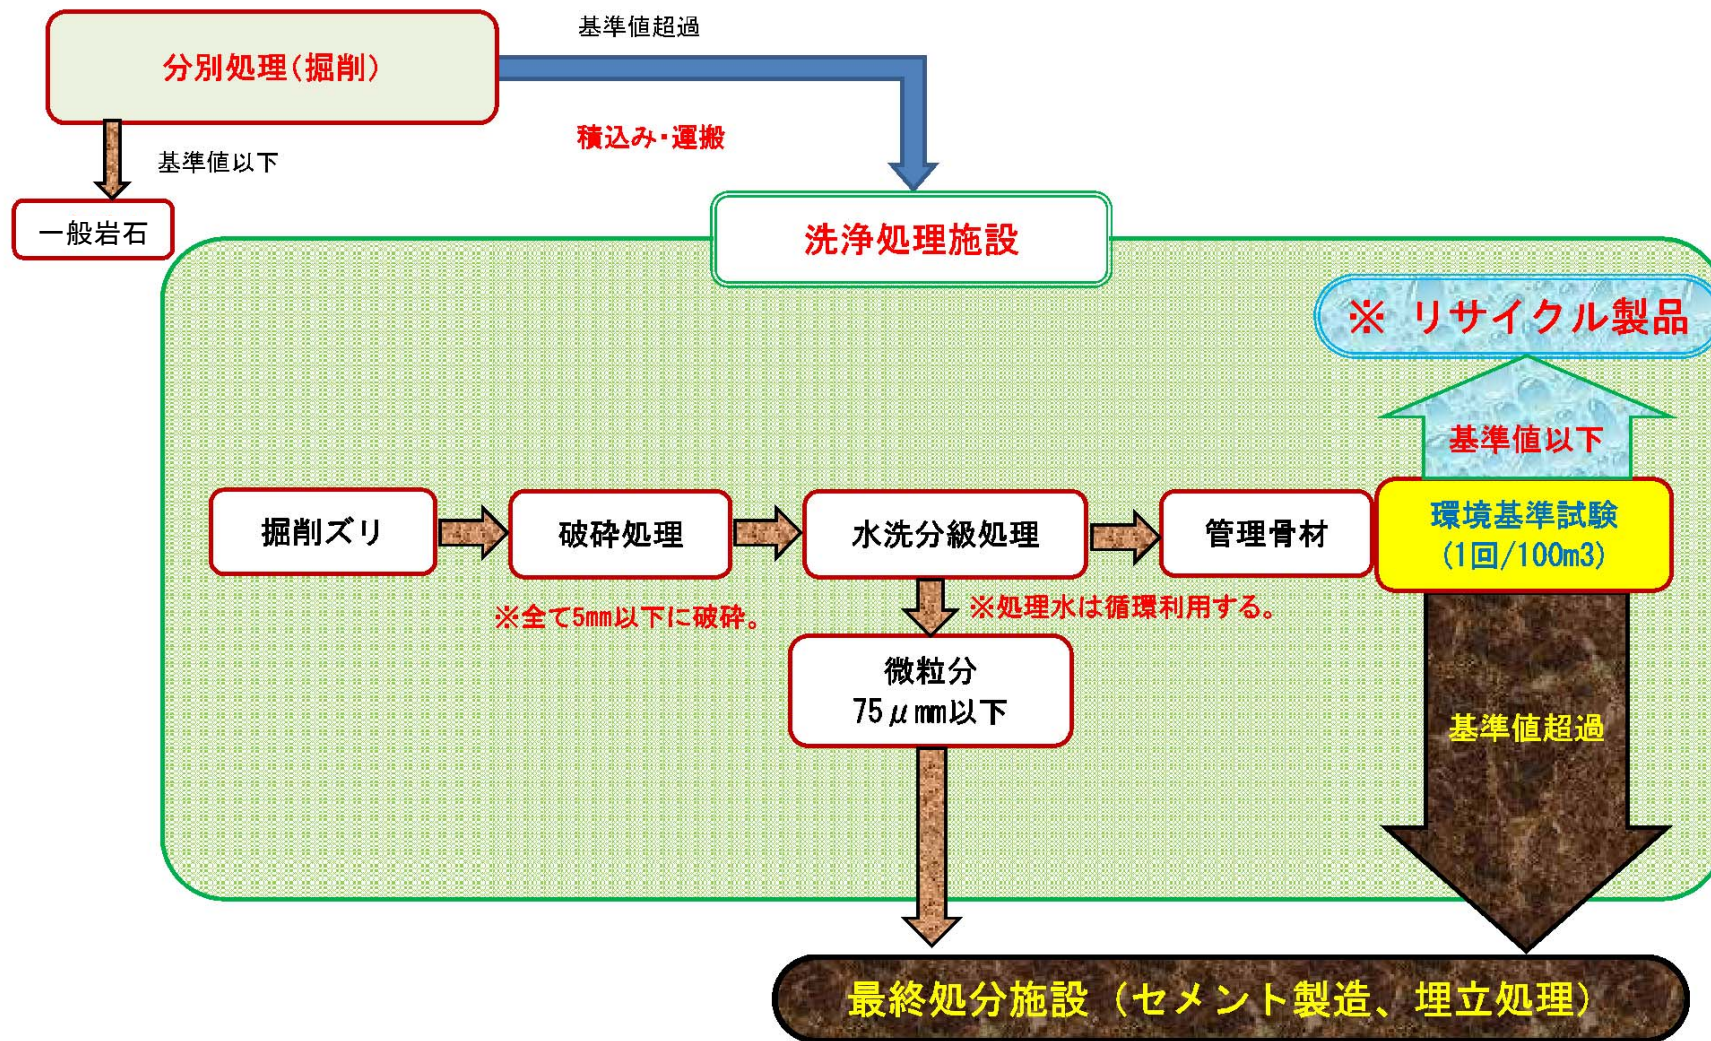 分別処理(掘削)
基準値超過
積込み・運搬
基準値以下
一般岩石
洗浄処理施設
※ リサイクル製品
基準値以下
掘削ズリ
破砕処理
水洗分級処理
管理骨材
環境基準試験
(1回/100m3)
※全て5mm以下に破砕。
※処理水は循環利用する。
微粒分
75μmm以下
基準値超過
最終処分施設（セメント製造、埋立処理）